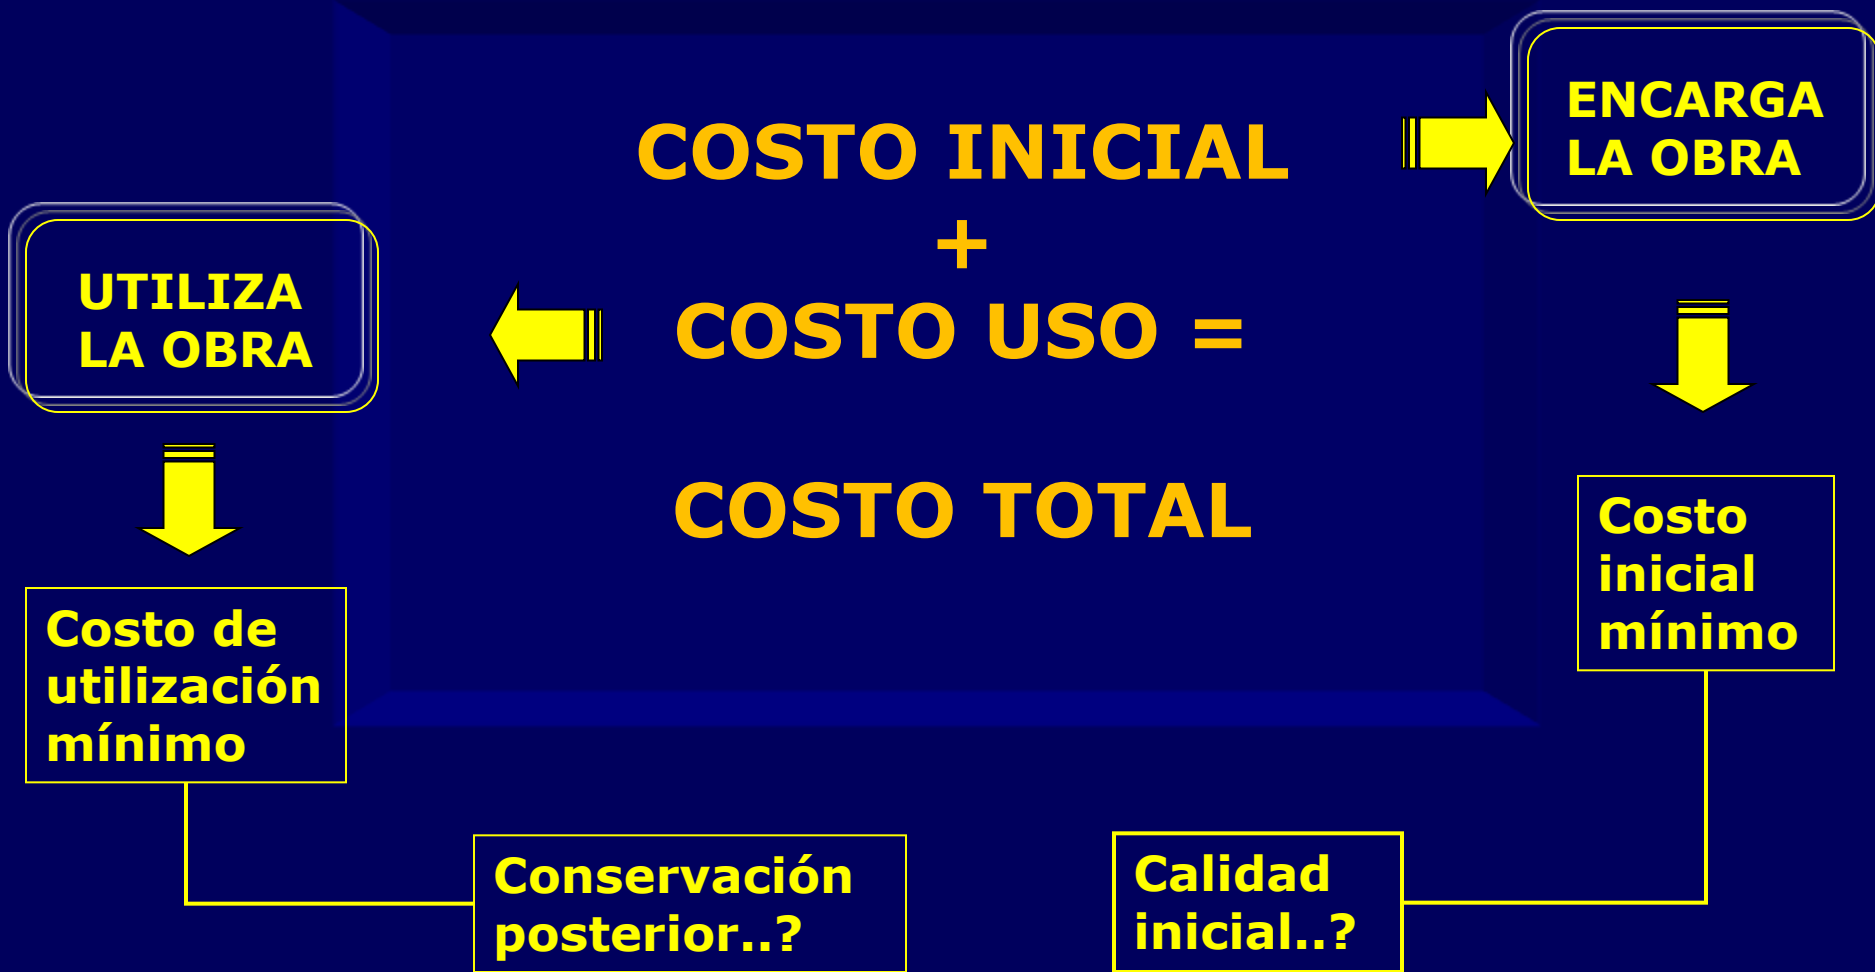 COSTO INICIAL
+
COSTO USO =
COSTO TOTAL
ENCARGA
LA OBRA
UTILIZA
LA OBRA
Costo
inicial
mínimo
Costo de
utilización
mínimo
Conservación
posterior..?
Calidad
inicial..?